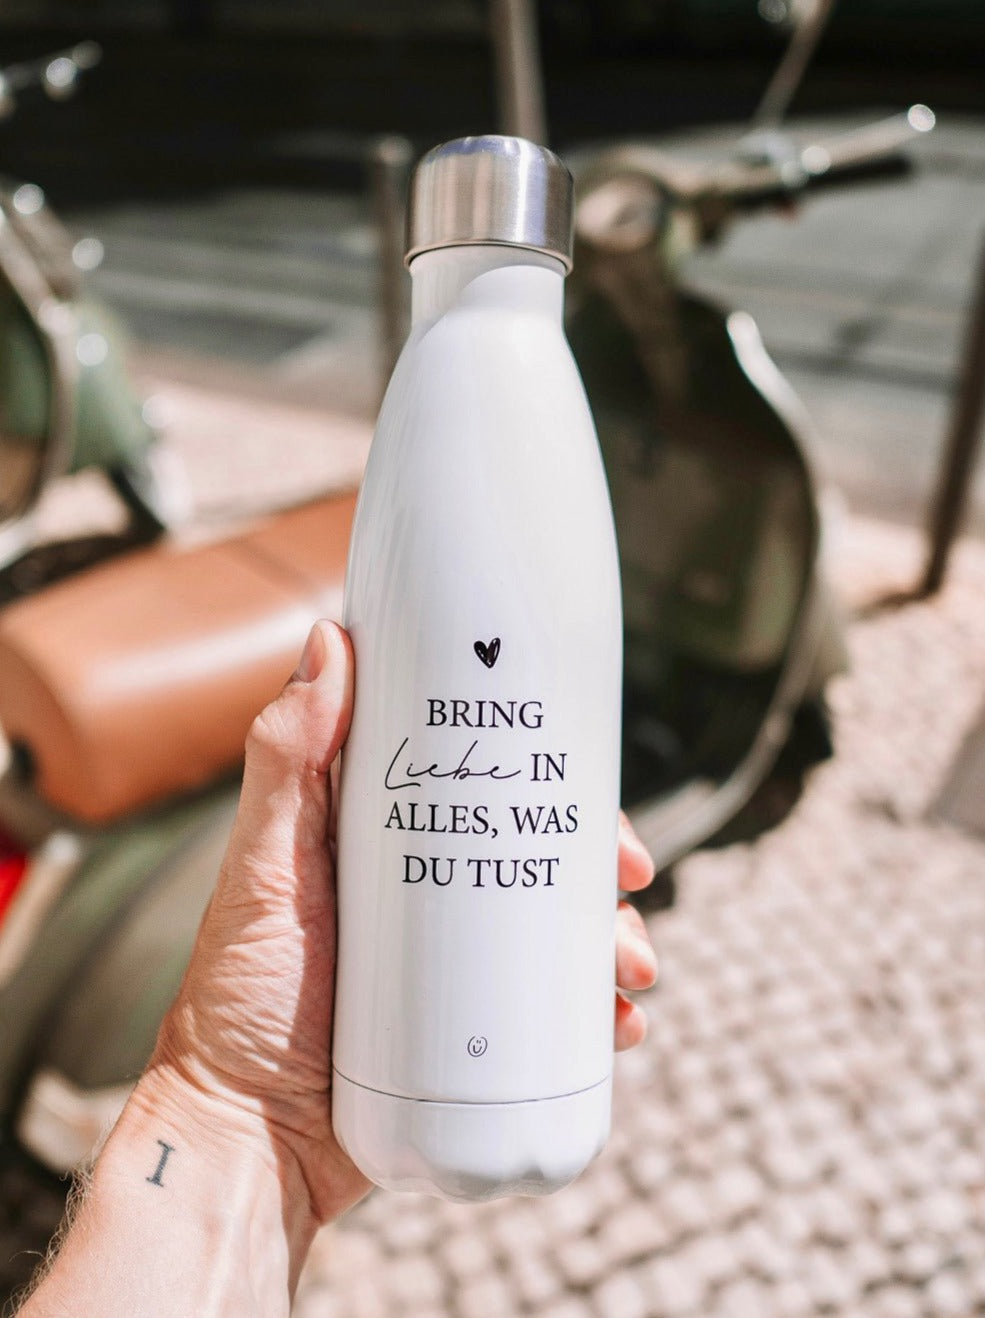 BRING
Liebe IN
ALLES, WAS
DU TUST
I